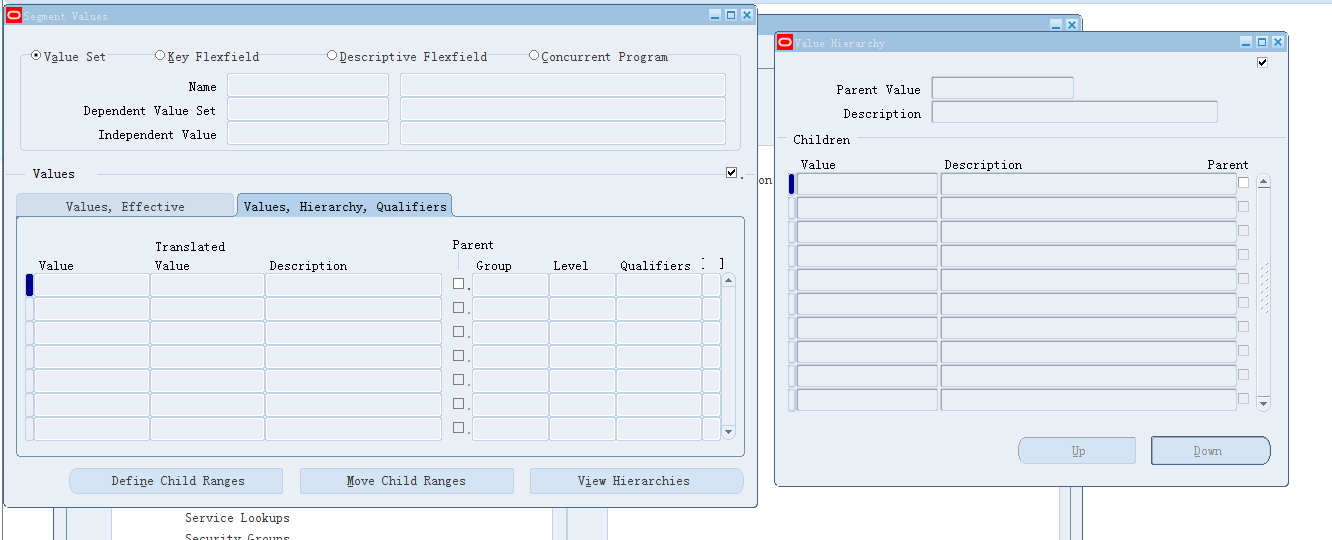 Segment Values
Value Set Key Flexfield Descriptive Flexfield Concurrent Program
Name
Dependent Value Set
Independent Value
Values
Values, Effective Values, Hierarchy, Qualifiers
Translated Parent
Value Value Description Group Level Qualifiers [ ]
Define Child Ranges Move Child Ranges View Hierarchies
on
Service Lookups
Security Groups
Value Hierarchy
Parent Value
Description
Children
Value Description Parent
Up Down